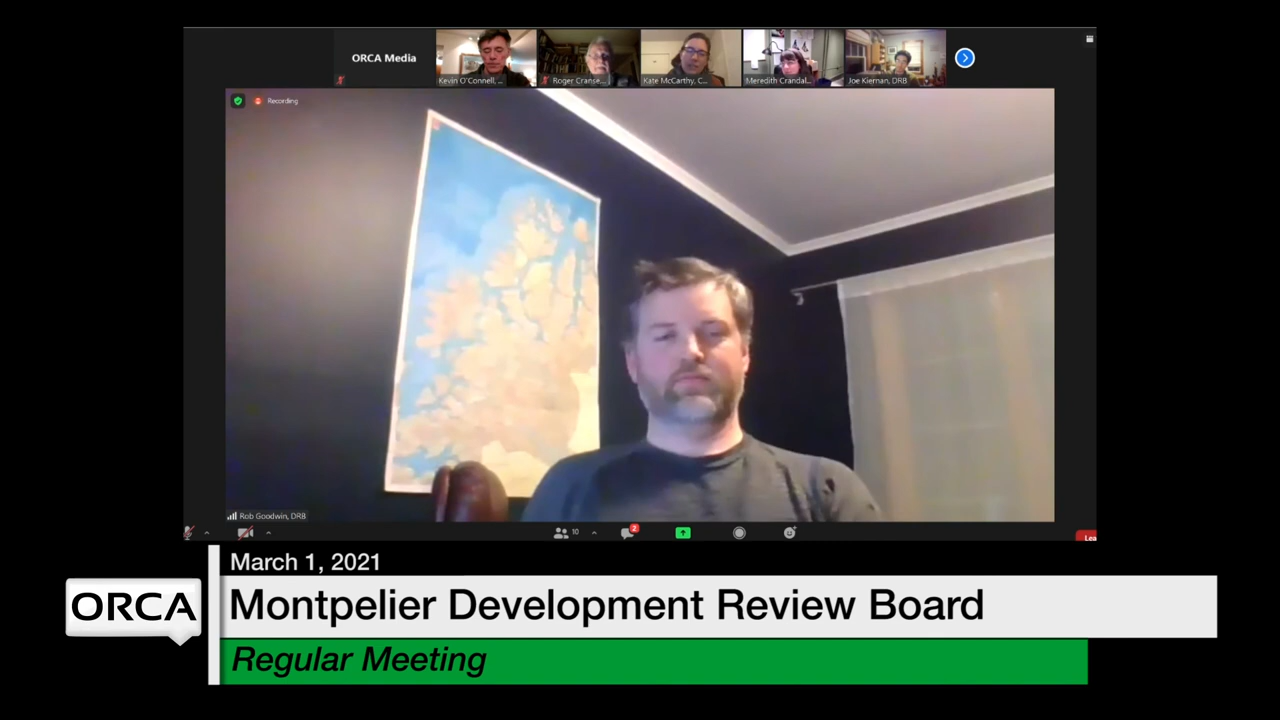 ORCA Media
Kevin O'Connell, ...
Roger Cranse...
Kate McCarthy, C...
Meredith Crandal...
Joe Kiernan, DRB
Recording
Rob Goodwin, DRB
10
2
Lea
March 1, 2021
ORCA
Montpelier Development Review Board
Regular Meeting